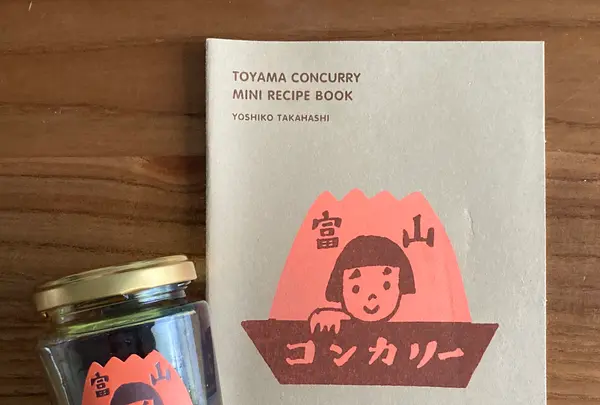 TOYAMA CONCURRY
MINI RECIPE BOOK
YOSHIKO TAKAHASHI
富山
コンカリー
富山